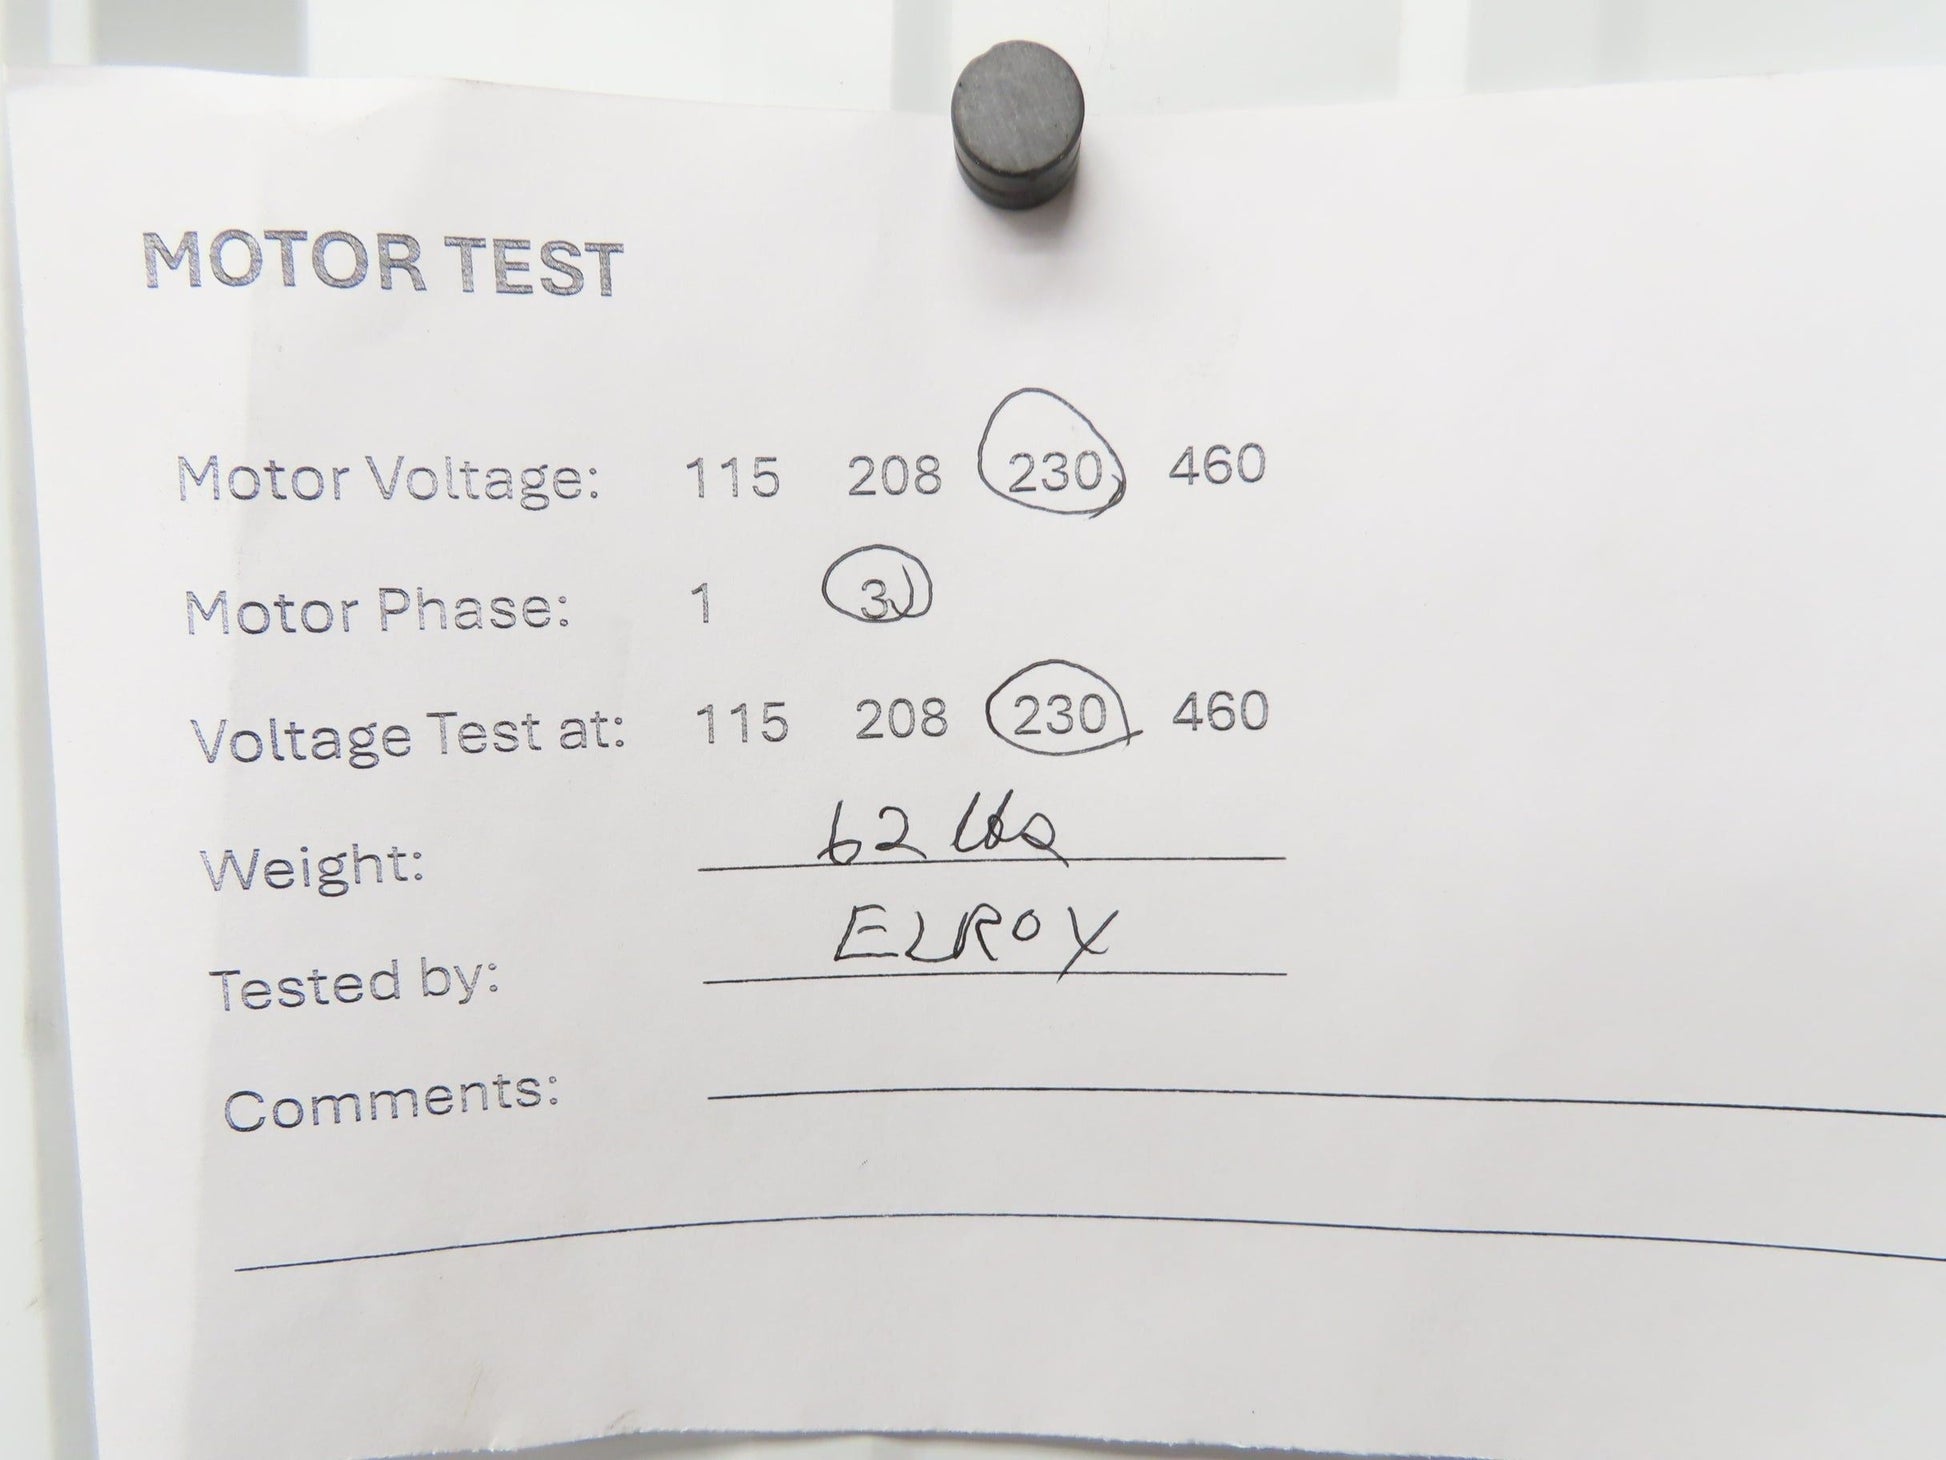 MOTOR TEST
Motor Voltage: 115 208 230 460
Motor Phase: 1 3
Voltage Test at: 115 208 230 460
Weight: 62 lbs
Tested by: ELROY
Comments: